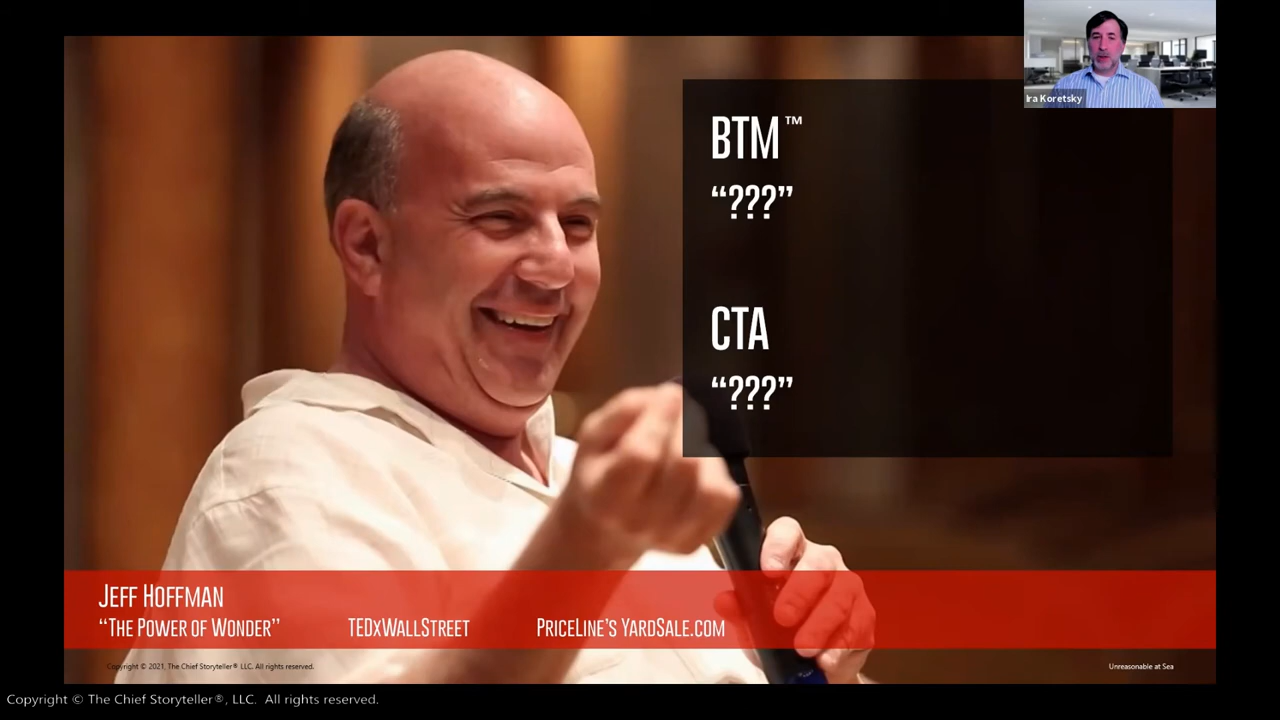 Ira Koretsky
BTM™
“???”
CTA
“???”
JEFF HOFFMAN
“THE POWER OF WONDER” TEDXWALLSTREET PRICELINE’S YARDSALE.COM
Copyright © 2021, The Chief Storyteller® LLC. All rights reserved. Unreasonable at Sea
Copyright © The Chief Storyteller®, LLC. All rights reserved.